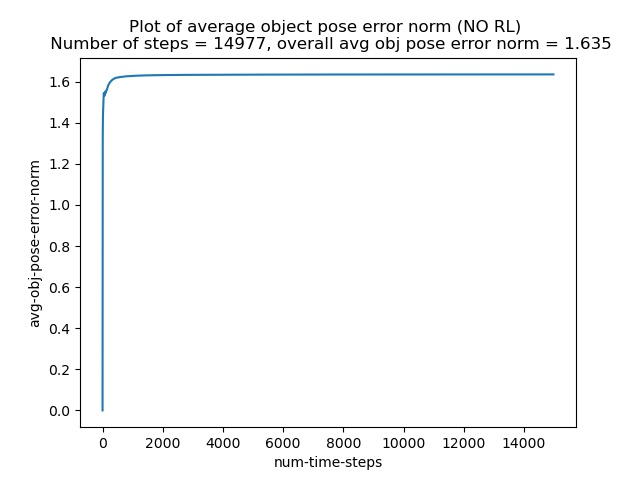 Plot of average object pose error norm (NO RL)
Number of steps = 14977, overall avg obj pose error norm = 1.635
1.6
1.4
1.2
1.0
0.8
0.6
0.4
0.2
0.0
avg-obj-pose-error-norm
0 2000 4000 6000 8000 10000 12000 14000
num-time-steps